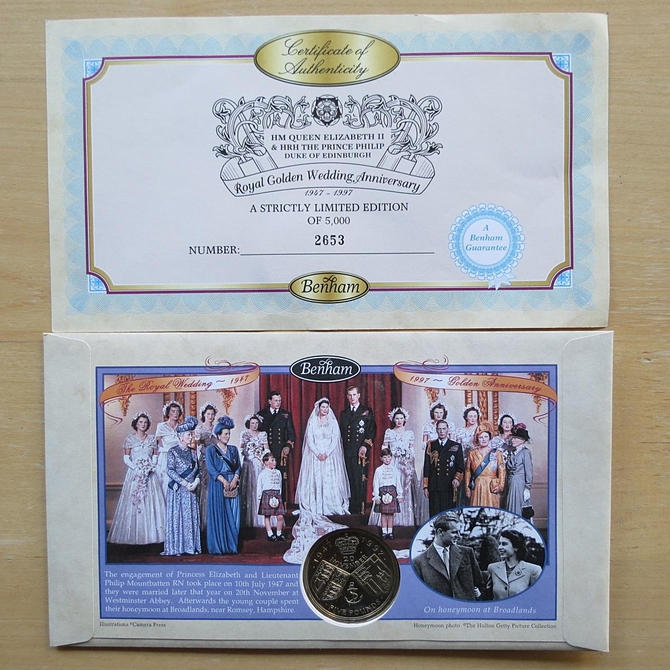 Certificate of
Authenticity
HM QUEEN ELIZABETH II
& HRH THE PRINCE PHILIP
DUKE OF EDINBURGH
Royal Golden Wedding Anniversary
1947 - 1997
A STRICTLY LIMITED EDITION
OF 5,000
NUMBER: 2653
A
Benham
Guarantee
Benham
Benham
The Royal Wedding ~ 1947
1997 ~ Golden Anniversary
The engagement of Princess Elizabeth and Lieutenant
Philip Mountbatten RN took place on 10th July 1947 and
they were married later that year on 20th November at
Westminster Abbey. Afterwards the young couple spent
their honeymoon at Broadlands, near Romsey, Hampshire.
1947
1997
FIVE POUNDS
On honeymoon at Broadlands
Illustrations ©Camera Press
Honeymoon photo ©The Hulton Getty Picture Collection